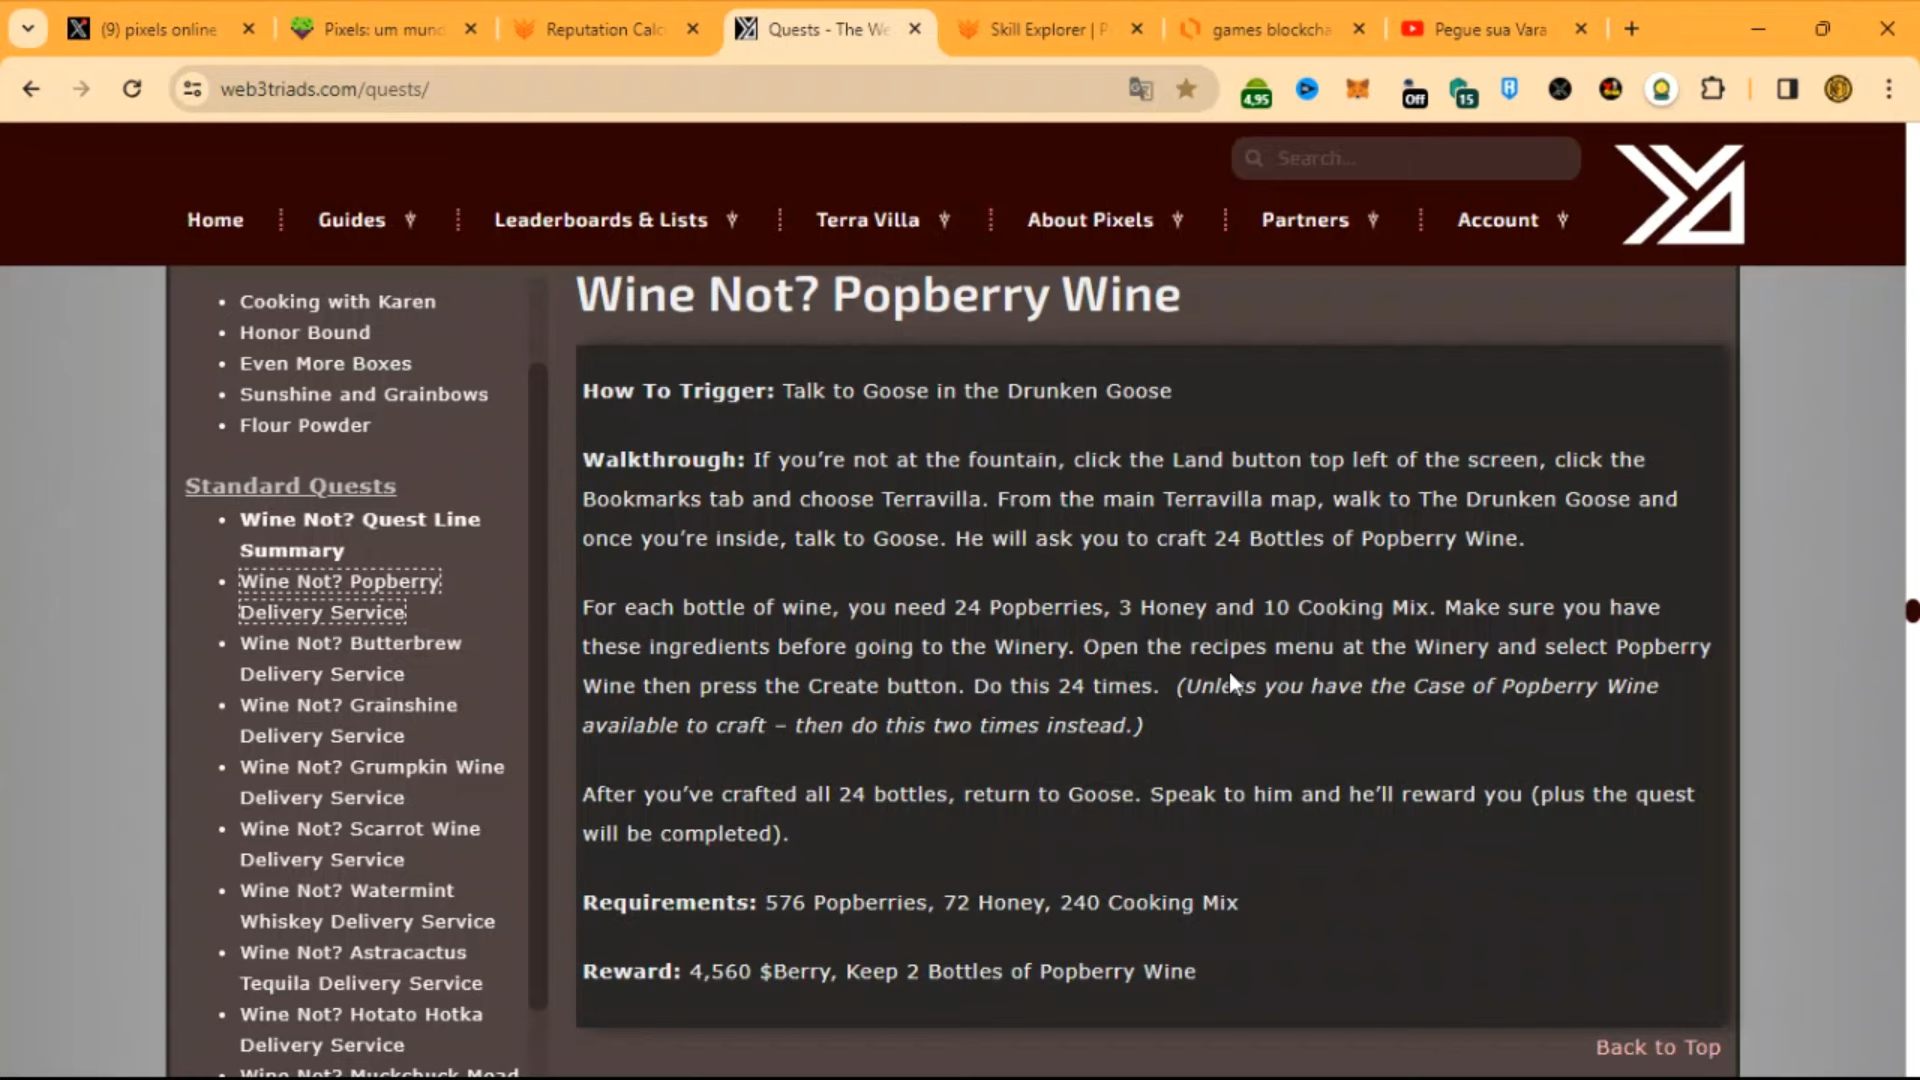 (9) pixels online
Pixels: um mund
Reputation Calc
Quests - The We
Skill Explorer | P
games blockcha
Pegue sua Vara
web3triads.com/quests/
4,95
Off
15
Search...
Home
Guides
Leaderboards & Lists
Terra Villa
About Pixels
Partners
Account
Cooking with Karen
Honor Bound
Even More Boxes
Sunshine and Grainbows
Flour Powder
Standard Quests
Wine Not? Quest Line
Summary
Wine Not? Popberry
Delivery Service
Wine Not? Butterbrew
Delivery Service
Wine Not? Grainshine
Delivery Service
Wine Not? Grumpkin Wine
Delivery Service
Wine Not? Scarrot Wine
Delivery Service
Wine Not? Watermint
Whiskey Delivery Service
Wine Not? Astracactus
Tequila Delivery Service
Wine Not? Hotato Hotka
Delivery Service
Wine Not? Muckchuck Mead
Wine Not? Popberry Wine
How To Trigger: Talk to Goose in the Drunken Goose
Walkthrough: If you’re not at the fountain, click the Land button top left of the screen, click the
Bookmarks tab and choose Terravilla. From the main Terravilla map, walk to The Drunken Goose and
once you’re inside, talk to Goose. He will ask you to craft 24 Bottles of Popberry Wine.
For each bottle of wine, you need 24 Popberries, 3 Honey and 10 Cooking Mix. Make sure you have
these ingredients before going to the Winery. Open the recipes menu at the Winery and select Popberry
Wine then press the Create button. Do this 24 times. (Unless you have the Case of Popberry Wine
available to craft – then do this two times instead.)
After you’ve crafted all 24 bottles, return to Goose. Speak to him and he’ll reward you (plus the quest
will be completed).
Requirements: 576 Popberries, 72 Honey, 240 Cooking Mix
Reward: 4,560 $Berry, Keep 2 Bottles of Popberry Wine
Back to Top